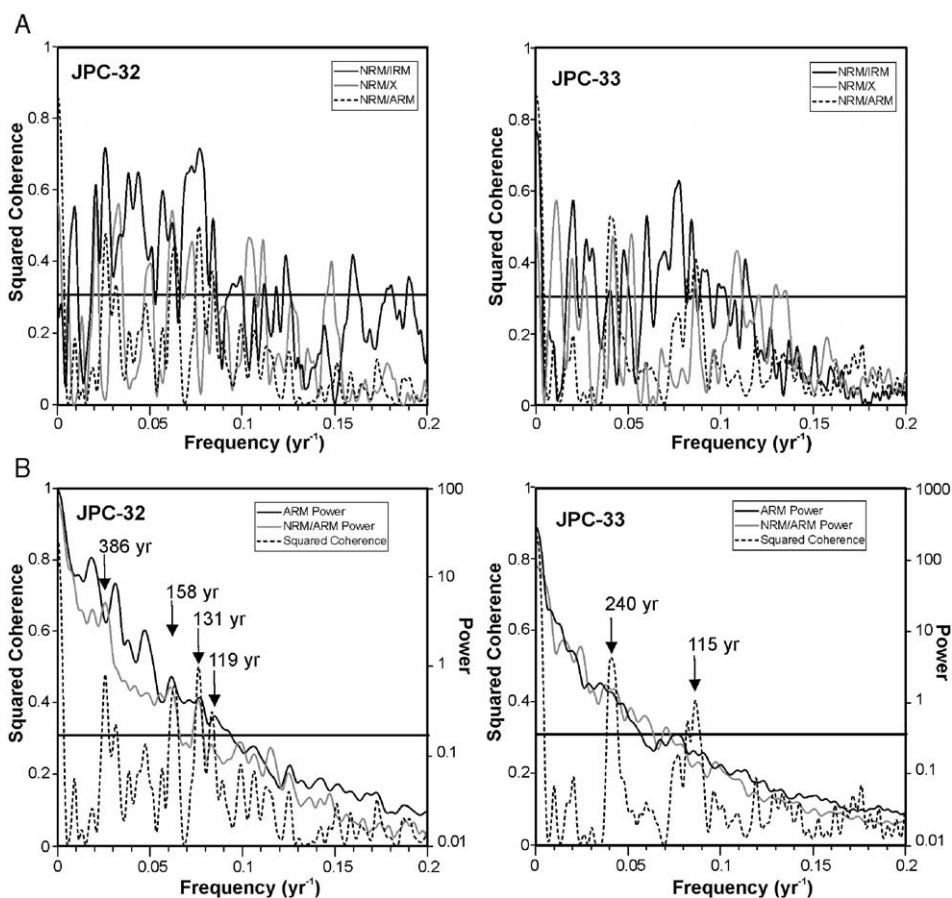 A
JPC-32
NRM/IRM
NRM/X
NRM/ARM
1
0.8
0.6
0.4
0.2
0
Squared Coherence
0 0.05 0.1 0.15 0.2
Frequency (yr-1)
JPC-33
NRM/IRM
NRM/X
NRM/ARM
1
0.8
0.6
0.4
0.2
0
Squared Coherence
0 0.05 0.1 0.15 0.2
Frequency (yr-1)
B
JPC-32
ARM Power
NRM/ARM Power
Squared Coherence
386 yr
158 yr
131 yr
119 yr
1
0.8
0.6
0.4
0.2
0
Squared Coherence
100
10
1
0.1
0.01
Power
0 0.05 0.1 0.15 0.2
Frequency (yr-1)
JPC-33
ARM Power
NRM/ARM Power
Squared Coherence
240 yr
115 yr
1
0.8
0.6
0.4
0.2
0
Squared Coherence
1000
100
10
1
0.1
0.01
Power
0 0.05 0.1 0.15 0.2
Frequency (yr-1)